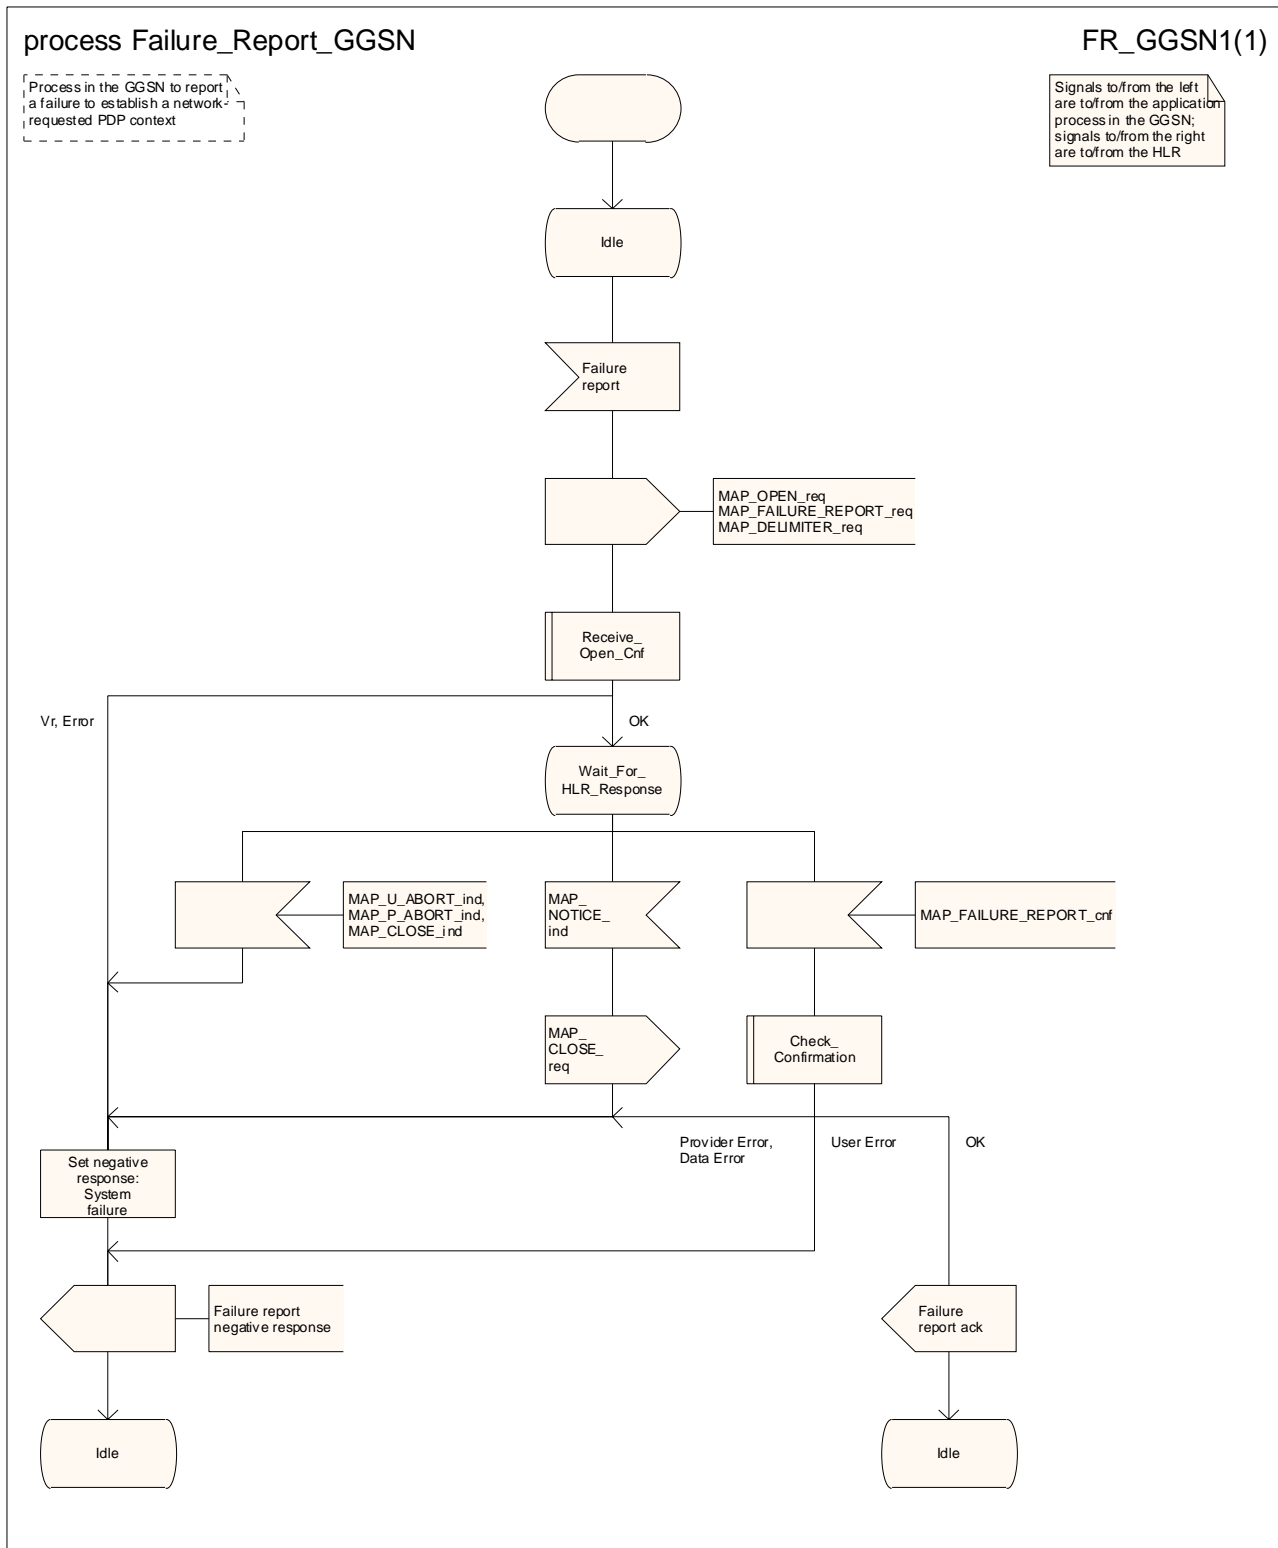 process Failure_Report_GGSN
FR_GGSN1(1)
Process in the GGSN to report
a failure to establish a network-
requested PDP context
Signals to/from the left
are to/from the application
process in the GGSN;
signals to/from the right
are to/from the HLR
Idle
Failure
report
MAP_OPEN_req
MAP_FAILURE_REPORT_req
MAP_DELIMITER_req
Receive_
Open_Cnf
Vr, Error
OK
Wait_For_
HLR_Response
MAP_U_ABORT_ind,
MAP_P_ABORT_ind,
MAP_CLOSE_ind
MAP_
NOTICE_
ind
MAP_FAILURE_REPORT_cnf
MAP_
CLOSE_
req
Check_
Confirmation
Provider Error,
Data Error
User Error
OK
Set negative
response:
System
failure
Failure report
negative response
Failure
report ack
Idle
Idle